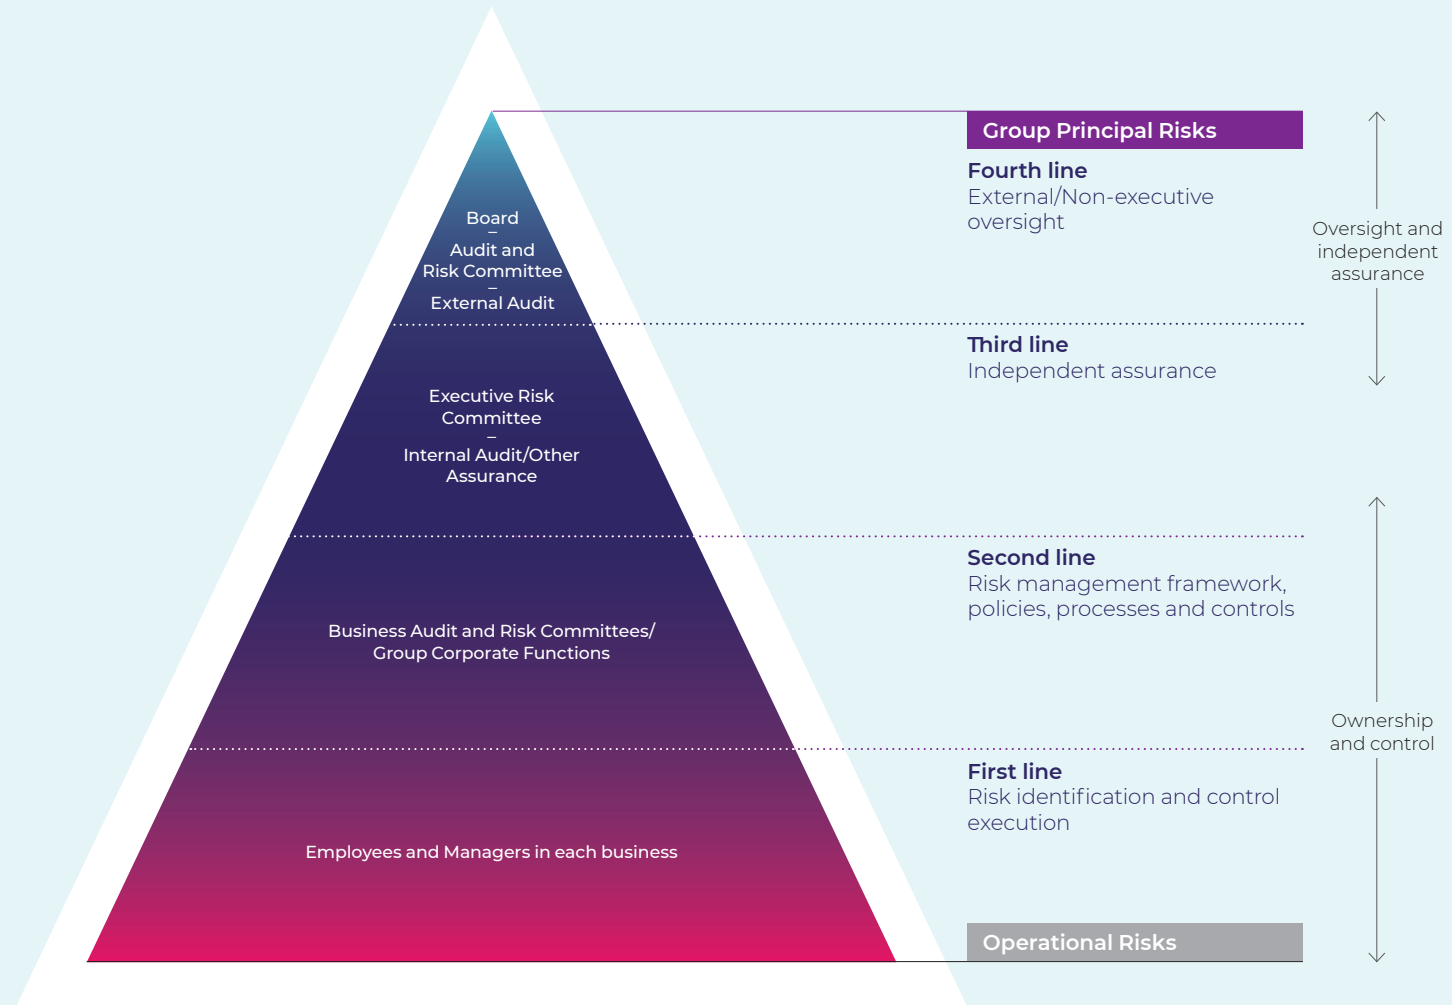 Group Principal Risks
Fourth line
External/Non-executive
oversight
Board
–
Audit and
Risk Committee
–
External Audit
Oversight and
independent
assurance
Third line
Independent assurance
Executive Risk
Committee
–
Internal Audit/Other
Assurance
Second line
Risk management framework,
policies, processes and controls
Business Audit and Risk Committees/
Group Corporate Functions
Ownership
and control
First line
Risk identification and control
execution
Employees and Managers in each business
Operational Risks